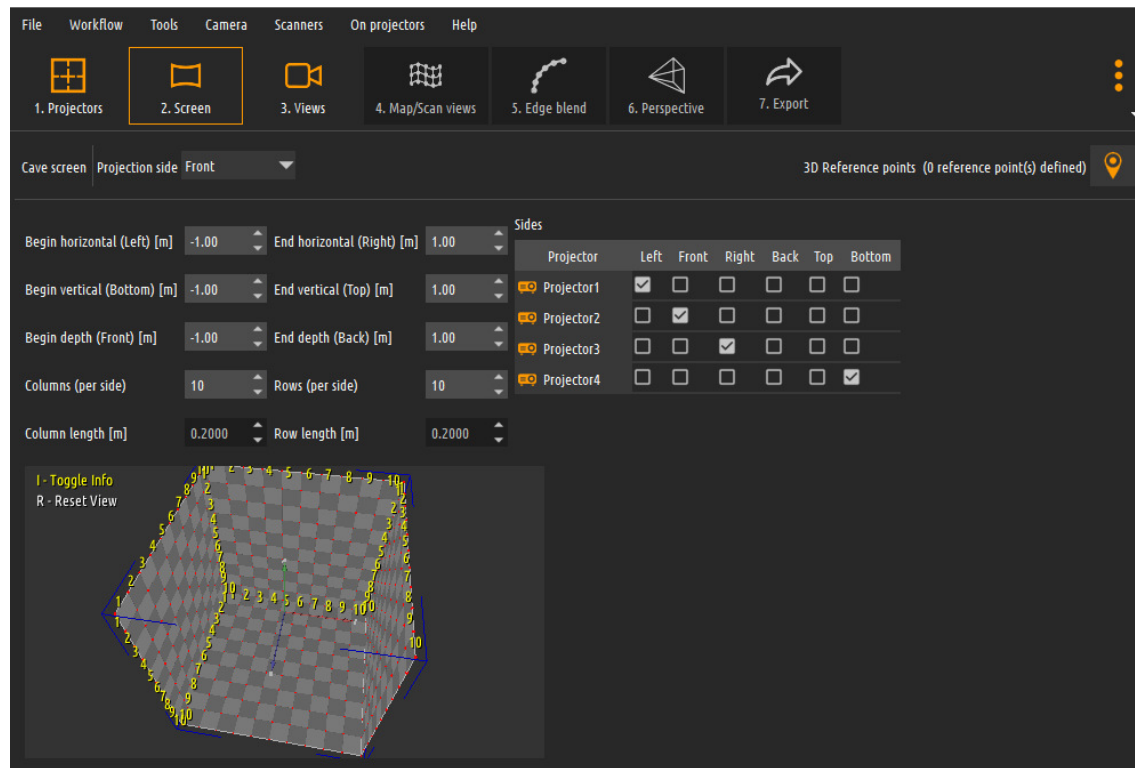 File Workflow Tools Camera Scanners On projectors Help
1. Projectors 2. Screen 3. Views 4. Map/Scan views 5. Edge blend 6. Perspective 7. Export
Cave screen Projection side Front 3D Reference points (0 reference point(s) defined)
Sides
Begin horizontal (Left) [m] -1.00 End horizontal (Right) [m] 1.00
Begin vertical (Bottom) [m] -1.00 End vertical (Top) [m] 1.00
Begin depth (Front) [m] -1.00 End depth (Back) [m] 1.00
Columns (per side) 10 Rows (per side) 10
Column length [m] 0.2000 Row length [m] 0.2000
Projector Left Front Right Back Top Bottom
Projector1
Projector2
Projector3
Projector4
I - Toggle Info
R - Reset View